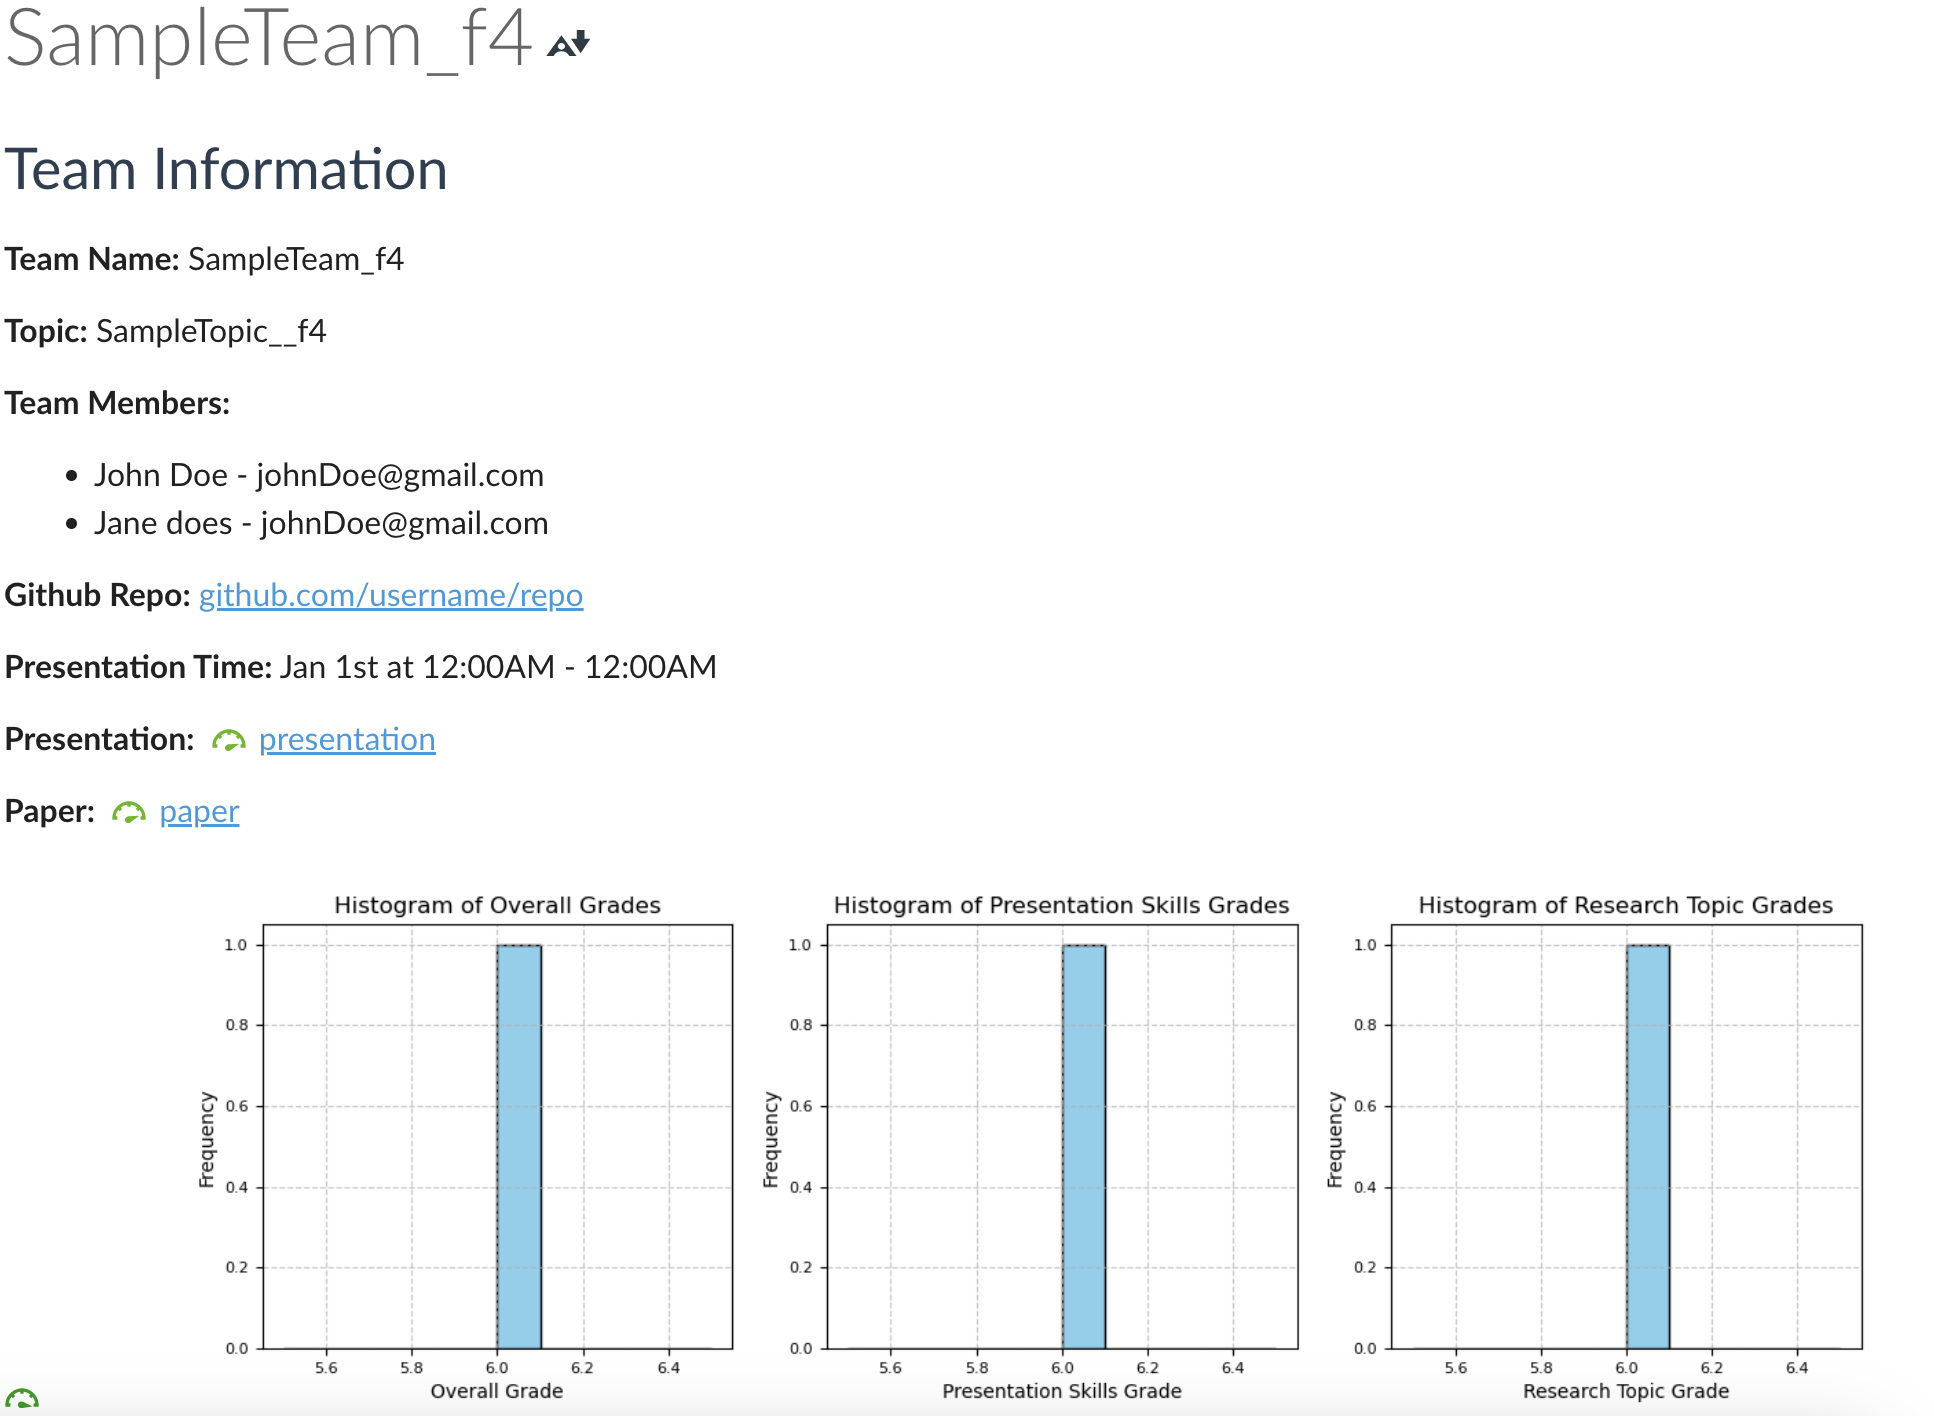 SampleTeam_f4
Team Information
Team Name: SampleTeam_f4
Topic: SampleTopic__f4
Team Members:
John Doe - johnDoe@gmail.com
Jane does - johnDoe@gmail.com
Github Repo: github.com/username/repo
Presentation Time: Jan 1st at 12:00AM - 12:00AM
Presentation: presentation
Paper: paper
Histogram of Overall Grades
1.0
0.8
0.6
0.4
0.2
0.0
Frequency
5.6 5.8 6.0 6.2 6.4
Overall Grade
Histogram of Presentation Skills Grades
1.0
0.8
0.6
0.4
0.2
0.0
Frequency
5.6 5.8 6.0 6.2 6.4
Presentation Skills Grade
Histogram of Research Topic Grades
1.0
0.8
0.6
0.4
0.2
0.0
Frequency
5.6 5.8 6.0 6.2 6.4
Research Topic Grade